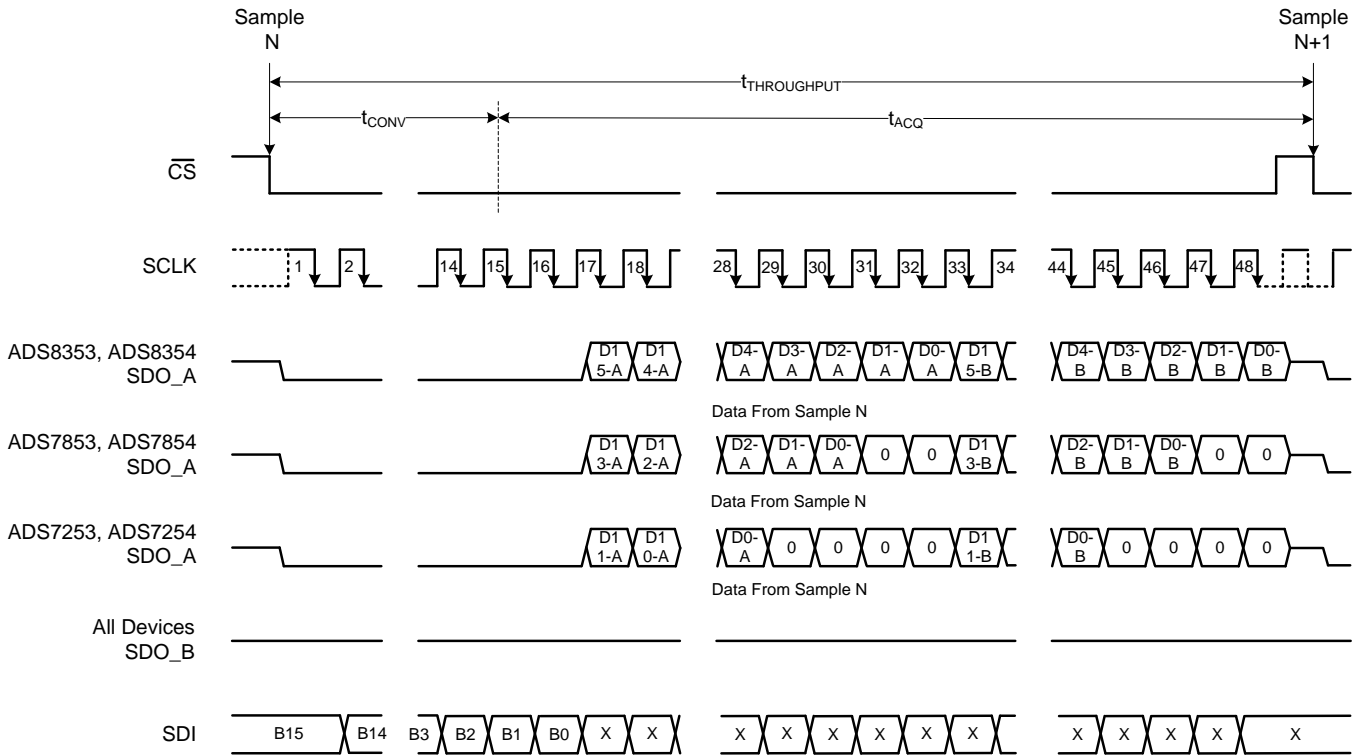 Sample
N
Sample
N+1
tTHROUGHPUT
tCONV
tACQ
CS
SCLK
1 2 14 15 16 17 18 28 29 30 31 32 33 34 44 45 46 47 48
ADS8353, ADS8354
SDO_A
D1 5-A D1 4-A D4-A D3-A D2-A D1-A D0-A D1 5-B D4-B D3-B D2-B D1-B D0-B
Data From Sample N
ADS7853, ADS7854
SDO_A
D1 3-A D1 2-A D2-A D1-A D0-A 0 0 D1 3-B D2-B D1-B D0-B 0 0
Data From Sample N
ADS7253, ADS7254
SDO_A
D1 1-A D1 0-A D0-A 0 0 0 0 D1 1-B D0-B 0 0 0 0
Data From Sample N
All Devices
SDO_B
SDI
B15 B14 B3 B2 B1 B0 X X X X X X X X X X X X X